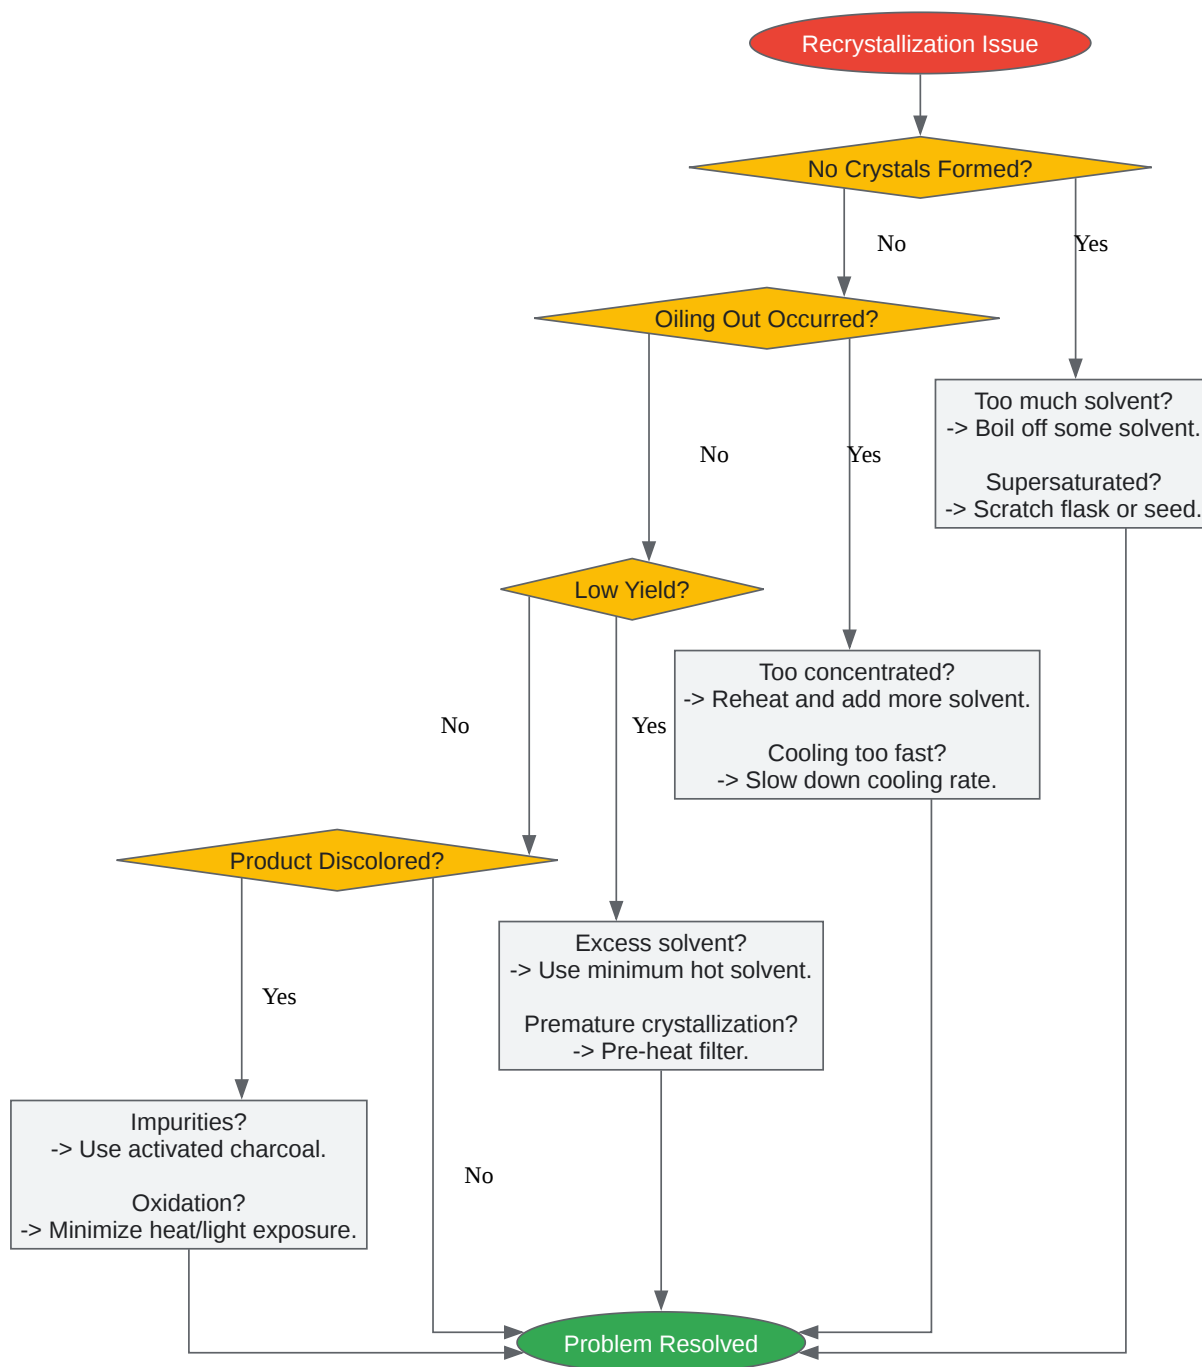 Recrystallization Issue
No Crystals Formed?
No
Yes
Oiling Out Occurred?
Too much solvent?
-> Boil off some solvent.
Supersaturated?
-> Scratch flask or seed.
No
Yes
Low Yield?
Too concentrated?
-> Reheat and add more solvent.
Cooling too fast?
-> Slow down cooling rate.
No
Yes
Product Discolored?
Excess solvent?
-> Use minimum hot solvent.
Premature crystallization?
-> Pre-heat filter.
Yes
Impurities?
-> Use activated charcoal.
Oxidation?
-> Minimize heat/light exposure.
No
Problem Resolved